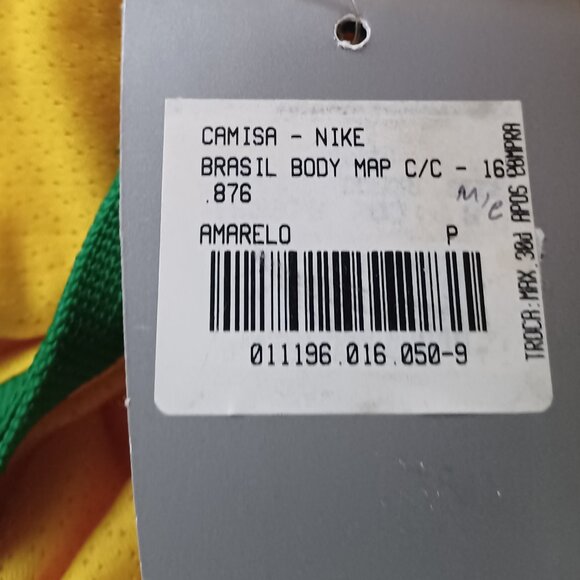 CAMISA - NIKE
BRASIL BODY MAP C/C - 16
.876
M/e
AMARELO P
011196.016.050-9
TROCA:MAX.30d APOS COMPRA